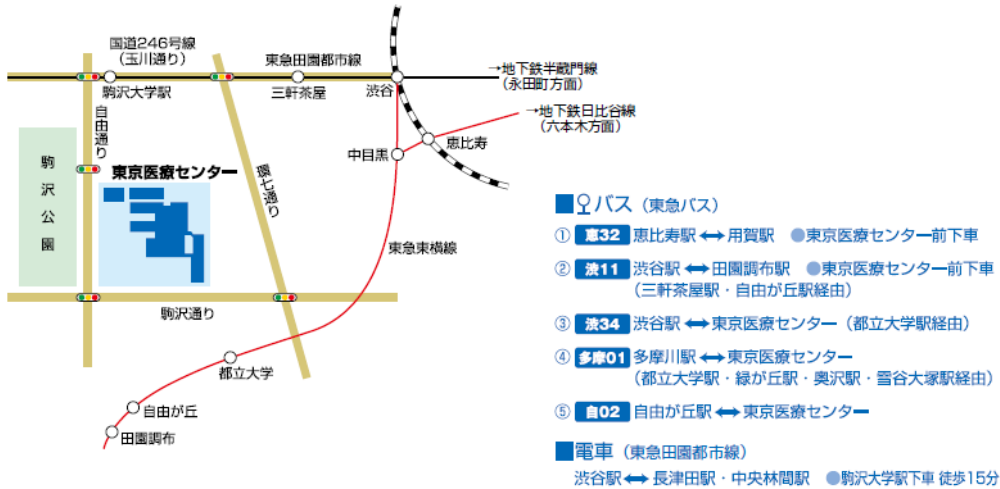 国道246号線
（玉川通り）
東急田園都市線
→地下鉄半蔵門線
（永田町方面）
駒沢大学駅
三軒茶屋
渋谷
→地下鉄日比谷線
（六本木方面）
自由通り
恵比寿
中目黒
駒沢公園
東京医療センター
環七通り
東急東横線
駒沢通り
都立大学
自由が丘
田園調布
バス（東急バス）
① 恵32 恵比寿駅↔用賀駅 ●東京医療センター前下車
② 渋11 渋谷駅↔田園調布駅 ●東京医療センター前下車
（三軒茶屋駅・自由が丘駅経由）
③ 渋34 渋谷駅↔東京医療センター（都立大学駅経由）
④ 多摩01 多摩川駅↔東京医療センター
（都立大学駅・緑が丘駅・奥沢駅・雪谷大塚駅経由）
⑤ 自02 自由が丘駅↔東京医療センター
■電車（東急田園都市線）
渋谷駅↔長津田駅・中央林間駅 ●駒沢大学駅下車 徒歩15分